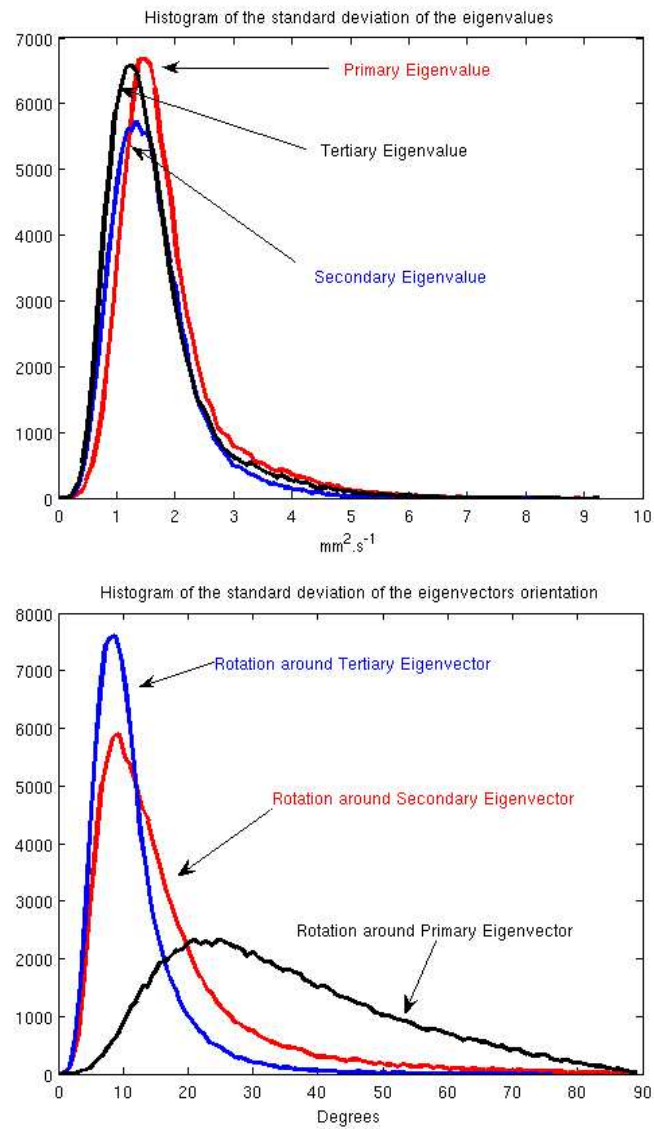 Histogram of the standard deviation of the eigenvalues
7000
6000
5000
4000
3000
2000
1000
0
Primary Eigenvalue
Tertiary Eigenvalue
Secondary Eigenvalue
0 1 2 3 4 5 6 7 8 9 10
mm².s⁻¹
Histogram of the standard deviation of the eigenvectors orientation
8000
7000
6000
5000
4000
3000
2000
1000
0
Rotation around Tertiary Eigenvector
Rotation around Secondary Eigenvector
Rotation around Primary Eigenvector
0 10 20 30 40 50 60 70 80 90
Degrees